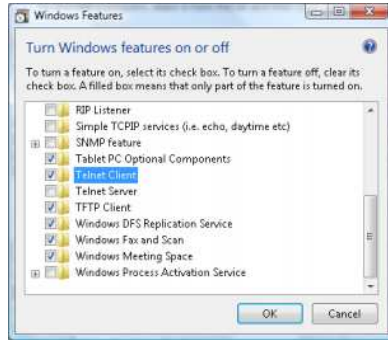 Windows Features
Turn Windows features on or off
To turn a feature on, select its check box. To turn a feature off, clear its
check box. A filled box means that only part of the feature is turned on.
RIP Listener
Simple TCPIP services (i.e. echo, daytime etc)
SNMP feature
Tablet PC Optional Components
Telnet Client
Telnet Server
TFTP Client
Windows DFS Replication Service
Windows Fax and Scan
Windows Meeting Space
Windows Process Activation Service
OK
Cancel